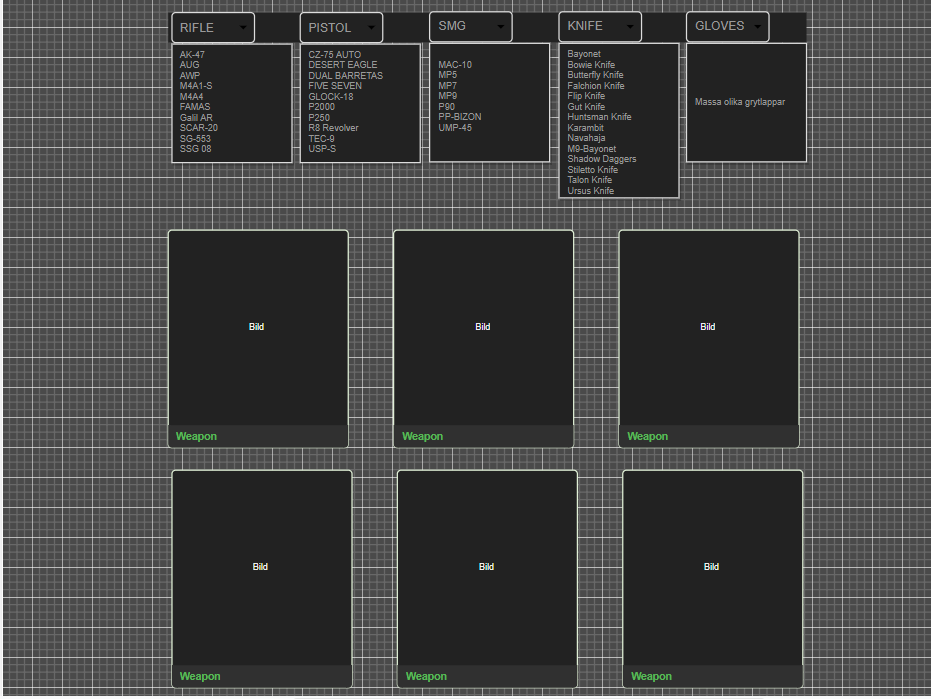 RIFLE
AK-47
AUG
AWP
M4A1-S
M4A4
FAMAS
Galil AR
SCAR-20
SG-553
SSG 08
PISTOL
CZ-75 AUTO
DESERT EAGLE
DUAL BARRETAS
FIVE SEVEN
GLOCK-18
P2000
P250
R8 Revolver
TEC-9
USP-S
SMG
MAC-10
MP5
MP7
MP9
P90
PP-BIZON
UMP-45
KNIFE
Bayonet
Bowie Knife
Butterfly Knife
Falchion Knife
Flip Knife
Gut Knife
Huntsman Knife
Karambit
Navahaja
M9-Bayonet
Shadow Daggers
Stiletto Knife
Talon Knife
Ursus Knife
GLOVES
Massa olika grytlappar
Bild
Weapon
Bild
Weapon
Bild
Weapon
Bild
Weapon
Bild
Weapon
Bild
Weapon